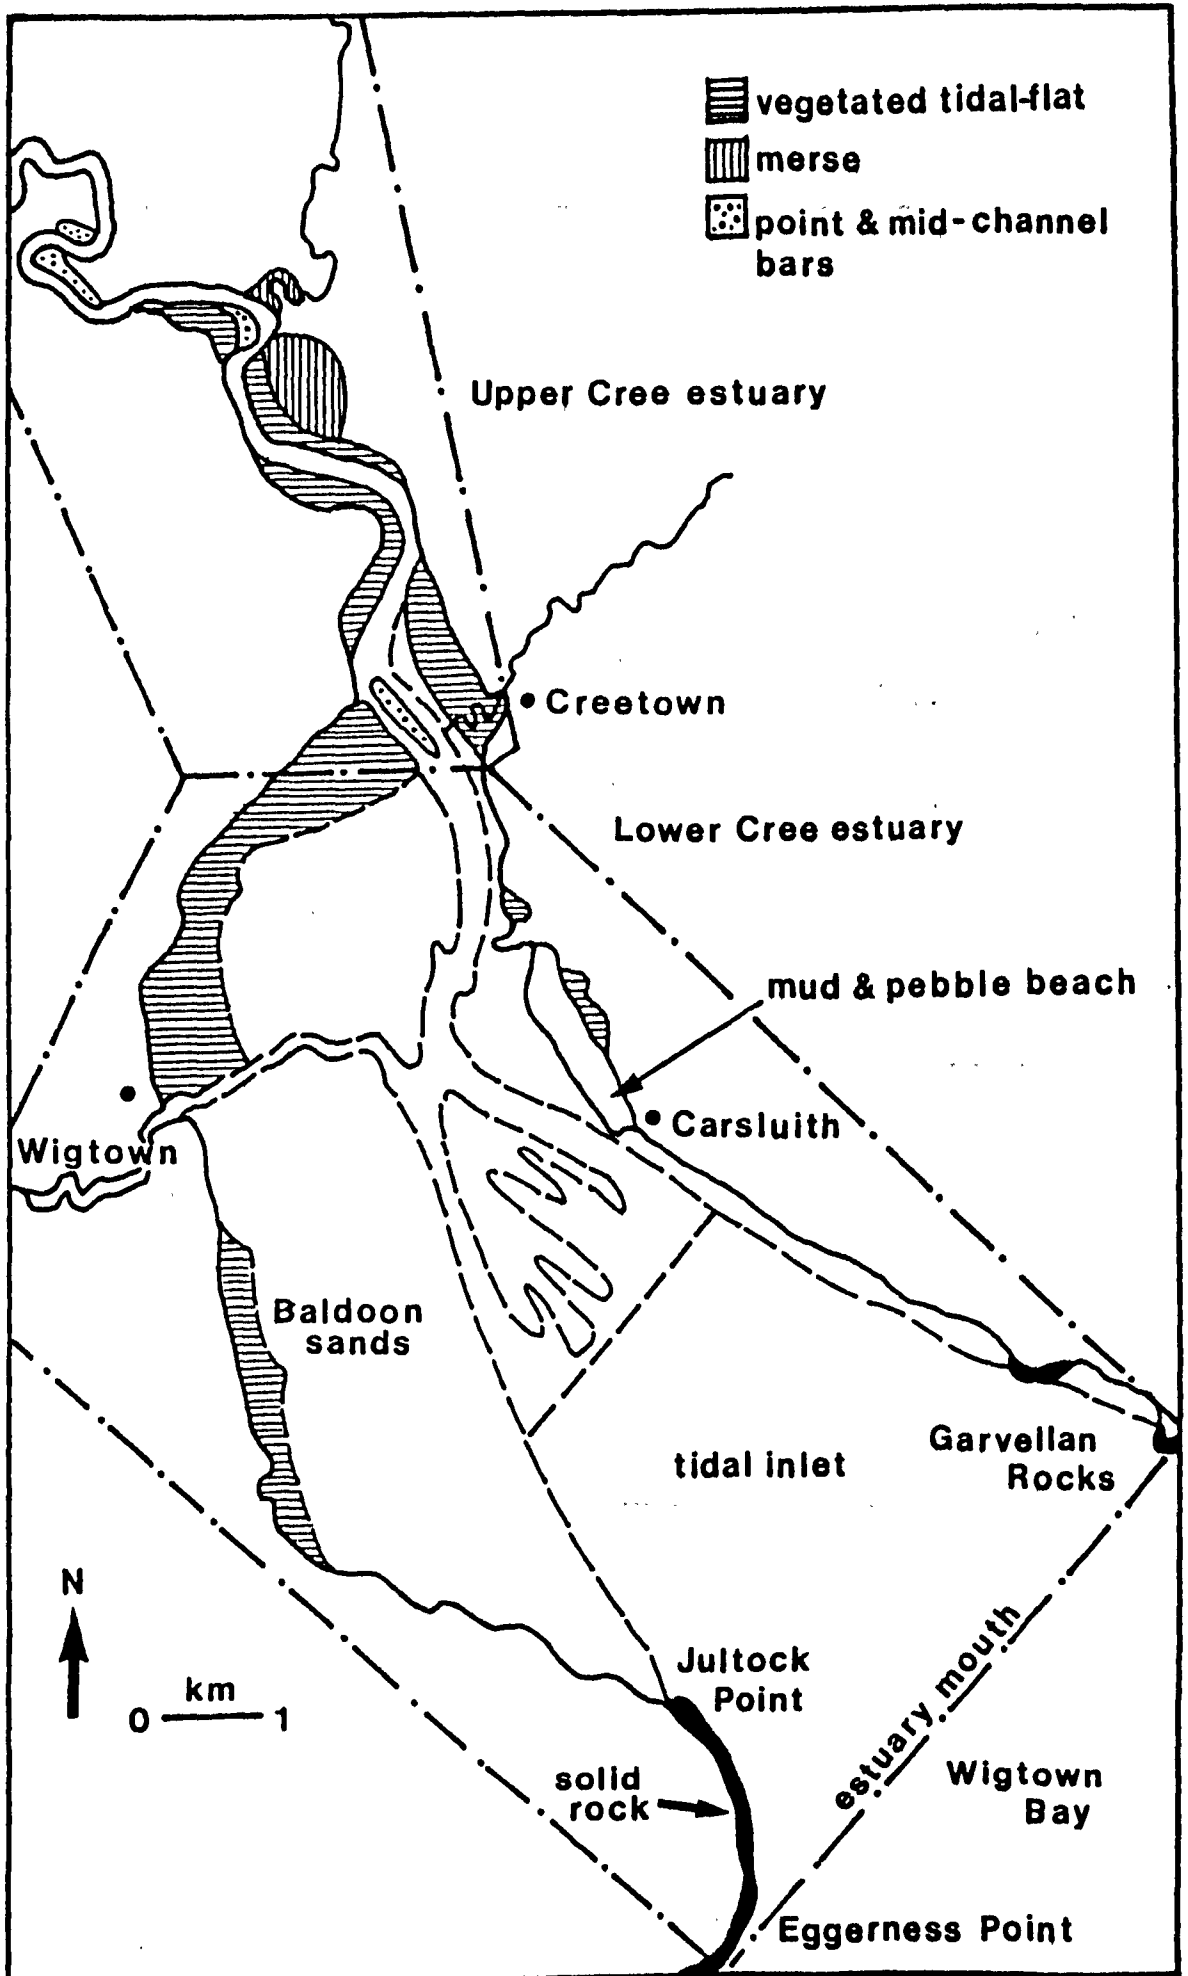 vegetated tidal-flat
merse
point & mid-channel
bars
Upper Cree estuary
Creetown
Lower Cree estuary
mud & pebble beach
Carsluith
Wigtown
Baldoon
sands
Garvellan
Rocks
tidal inlet
N
km
0 1
Jultock
Point
estuary mouth
solid
rock
Wigtown
Bay
Eggerness Point